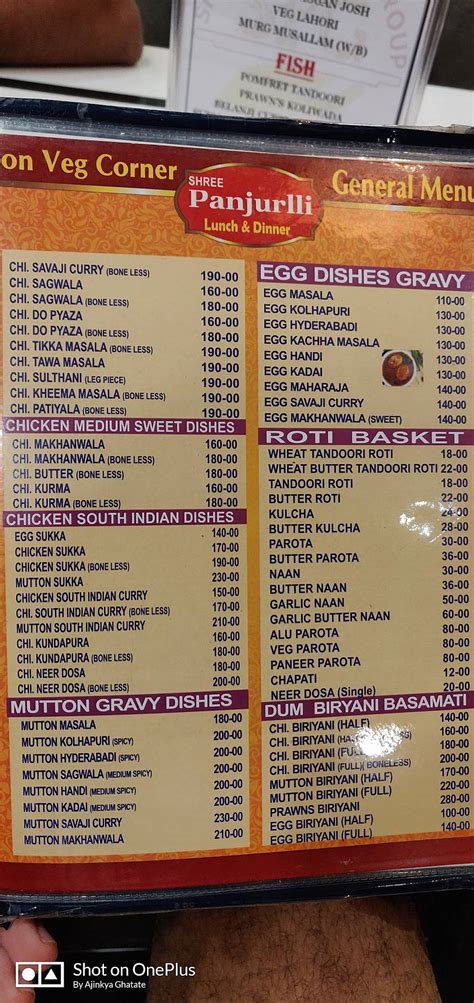 JOSH
VEG LAHORI
MURG MUSALLAM (W/B)
FISH
POMFRET TANDOORI
PRAWN'S KOLIWADA
on Veg Corner
SHREE
Panjurlli
Lunch & Dinner
General Menu
CHI. SAVAJI CURRY (BONE LESS) 190-00
CHI. SAGWALA 160-00
CHI. SAGWALA (BONE LESS) 180-00
CHI. DO PYAZA 160-00
CHI. DO PYAZA (BONE LESS) 180-00
CHI. TIKKA MASALA (BONE LESS) 190-00
CHI. TAWA MASALA 190-00
CHI. SULTHANI (LEG PIECE) 190-00
CHI. KHEEMA MASALA (BONE LESS) 190-00
CHI. PATIYALA (BONE LESS) 190-00
CHICKEN MEDIUM SWEET DISHES
CHI. MAKHANWALA 160-00
CHI. MAKHANWALA (BONE LESS) 180-00
CHI. BUTTER (BONE LESS) 180-00
CHI. KURMA 160-00
CHI. KURMA (BONE LESS) 180-00
CHICKEN SOUTH INDIAN DISHES
EGG SUKKA 140-00
CHICKEN SUKKA 170-00
CHICKEN SUKKA (BONE LESS) 190-00
MUTTON SUKKA 230-00
CHICKEN SOUTH INDIAN CURRY 150-00
CHI. SOUTH INDIAN CURRY (BONE LESS) 170-00
MUTTON SOUTH INDIAN CURRY 210-00
CHI. KUNDAPURA 160-00
CHI. KUNDAPURA (BONE LESS) 180-00
CHI. NEER DOSA 180-00
CHI. NEER DOSA (BONE LESS) 200-00
MUTTON GRAVY DISHES
MUTTON MASALA 180-00
MUTTON KOLHAPURI (SPICY) 200-00
MUTTON HYDERABADI (SPICY) 200-00
MUTTON SAGWALA (MEDIUM SPICY) 200-00
MUTTON HANDI (MEDIUM SPICY) 200-00
MUTTON KADAI (MEDIUM SPICY) 200-00
MUTTON SAVAJI CURRY 230-00
MUTTON MAKHANWALA 210-00
EGG DISHES GRAVY
EGG MASALA 110-00
EGG KOLHAPURI 130-00
EGG HYDERABADI 130-00
EGG KACHHA MASALA 130-00
EGG HANDI 130-00
EGG KADAI 130-00
EGG MAHARAJA 140-00
EGG SAVAJI CURRY 140-00
EGG MAKHANWALA (SWEET) 140-00
ROTI BASKET
WHEAT TANDOORI ROTI 18-00
WHEAT BUTTER TANDOORI ROTI 22-00
TANDOORI ROTI 18-00
BUTTER ROTI 22-00
KULCHA 24-00
BUTTER KULCHA 28-00
PAROTA 30-00
BUTTER PAROTA 36-00
NAAN 30-00
BUTTER NAAN 36-00
GARLIC NAAN 50-00
GARLIC BUTTER NAAN 60-00
ALU PAROTA 80-00
VEG PAROTA 80-00
PANEER PAROTA 80-00
CHAPATI 12-00
NEER DOSA (Single) 20-00
DUM BIRYANI BASAMATI
CHI. BIRIYANI (HALF) 140-00
CHI. BIRIYANI 160-00
CHI. BIRIYANI (FULL) 180-00
CHI. BIRIYANI (FULL) (BONELESS) 200-00
MUTTON BIRIYANI (HALF) 170-00
MUTTON BIRIYANI (FULL) 220-00
PRAWNS BIRIYANI 280-00
EGG BIRIYANI (HALF) 100-00
EGG BIRIYANI (FULL) 140-00
Shot on OnePlus
By Ajinkya Ghatate